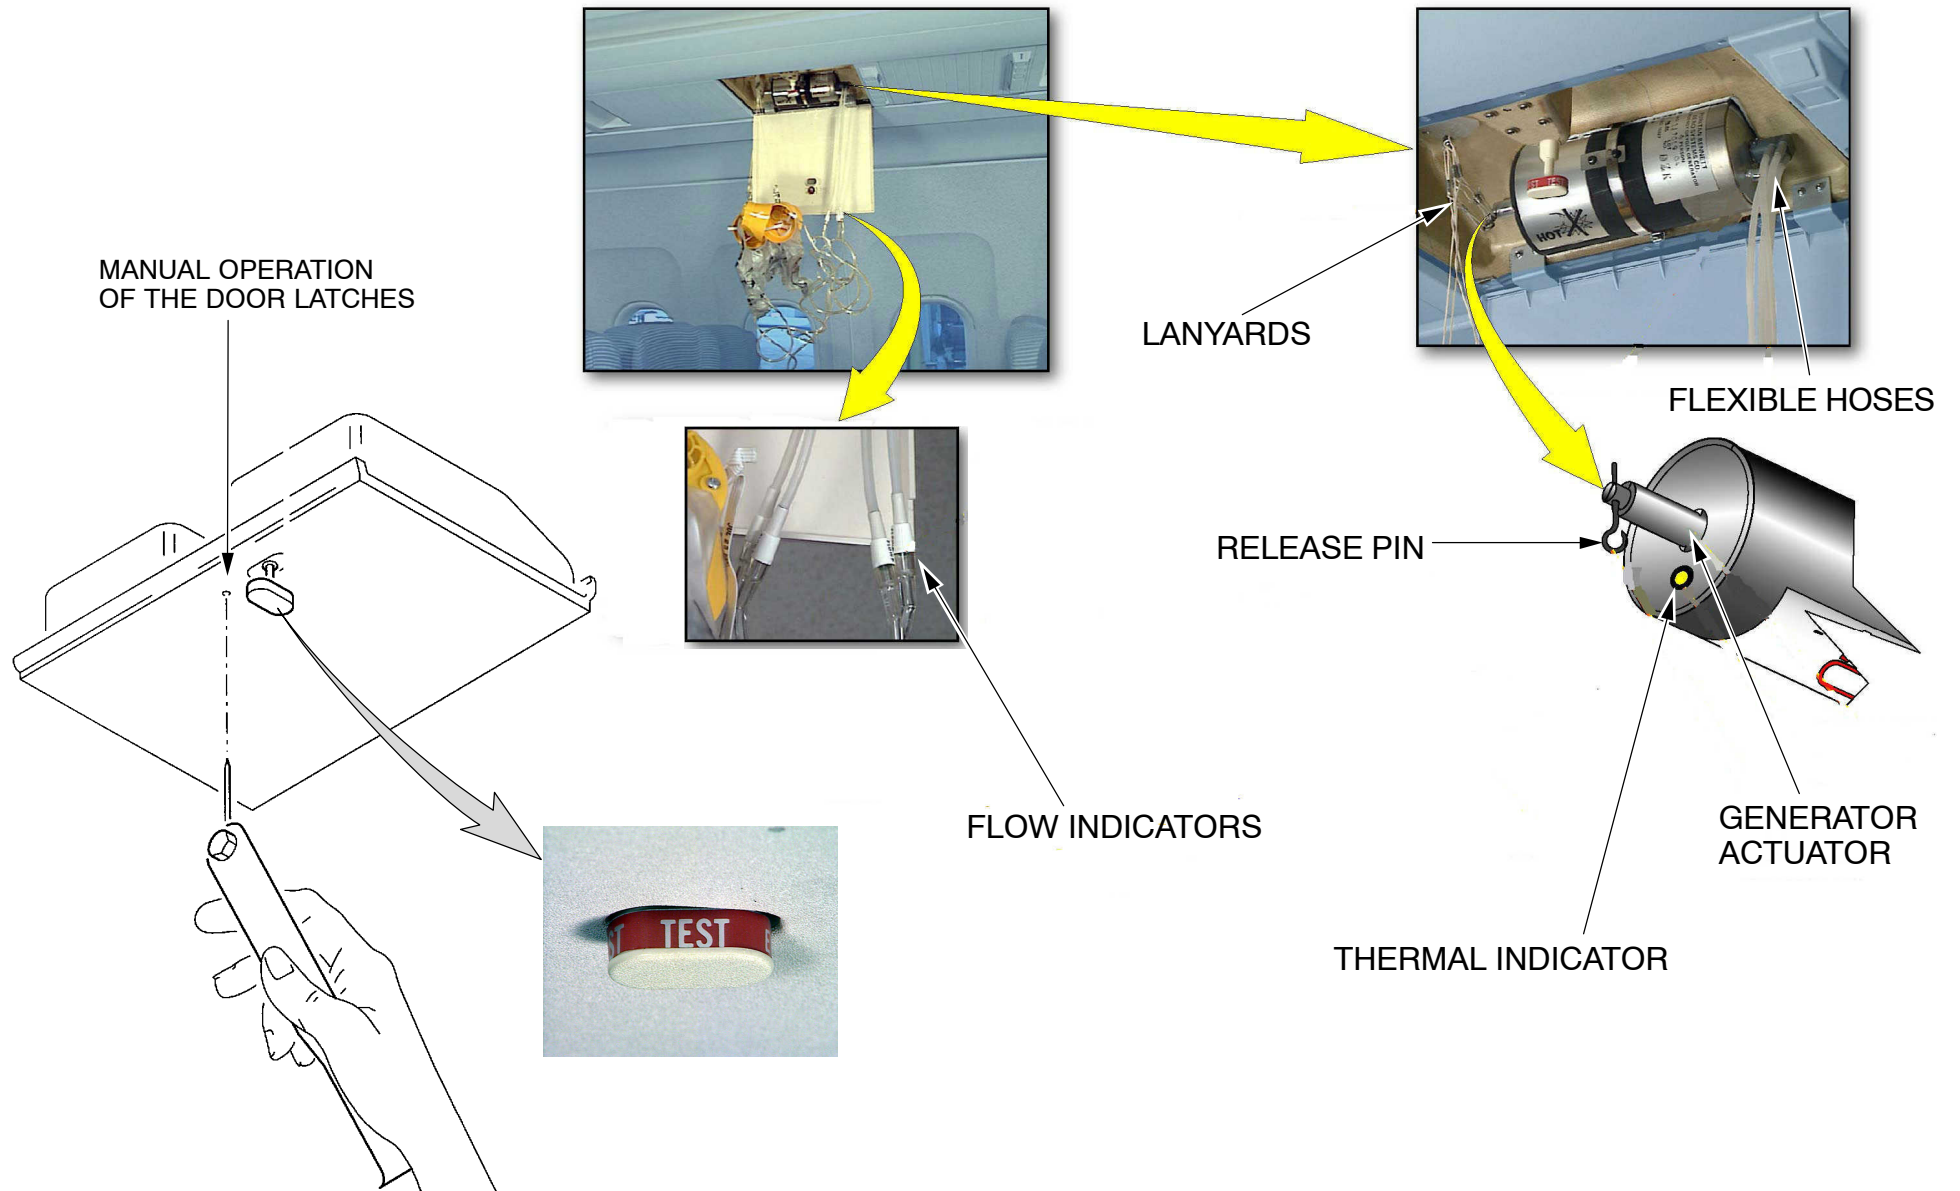 MANUAL OPERATION
OF THE DOOR LATCHES
LANYARDS
FLEXIBLE HOSES
HOT
RELEASE PIN
FLOW INDICATORS
GENERATOR
ACTUATOR
THERMAL INDICATOR
ST TEST E